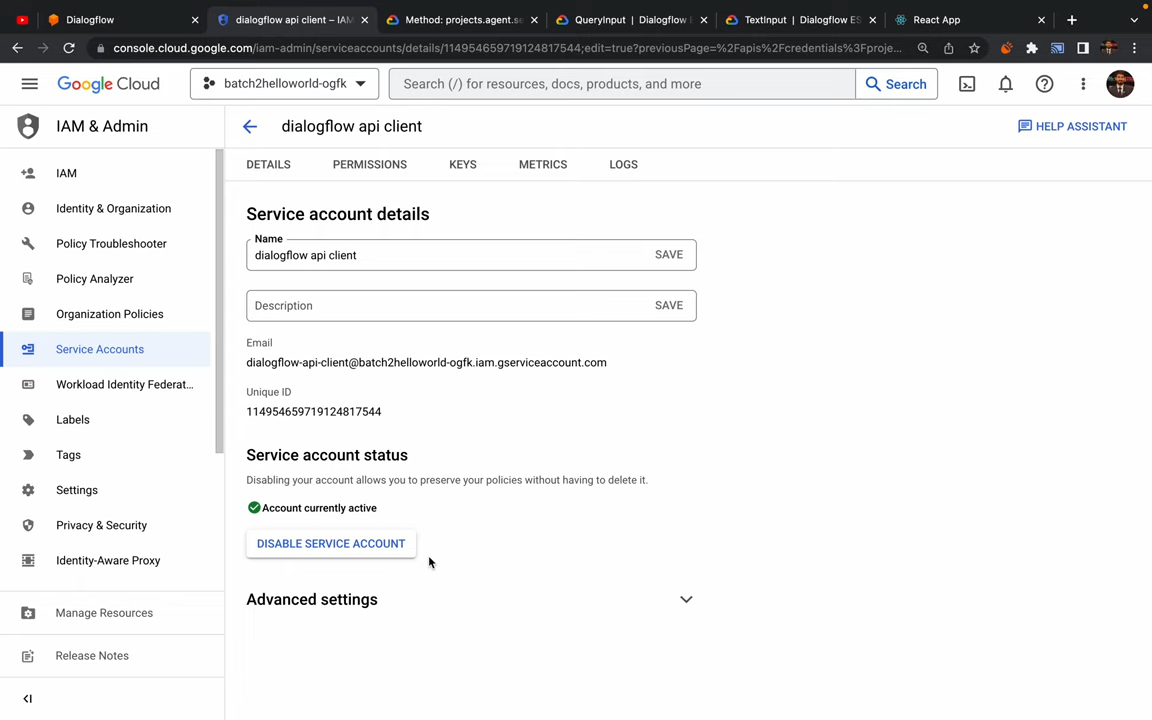 Dialogflow
dialogflow api client – IAM
Method: projects.agent.se
QueryInput | Dialogflow E
TextInput | Dialogflow ES
React App
console.cloud.google.com/iam-admin/serviceaccounts/details/114954659719124817544;edit=true?previousPage=%2Fapis%2Fcredentials%3Fproje...
Google Cloud
batch2helloworld-ogfk
Search (/) for resources, docs, products, and more
Search
IAM & Admin
dialogflow api client
HELP ASSISTANT
DETAILS
PERMISSIONS
KEYS
METRICS
LOGS
IAM
Identity & Organization
Policy Troubleshooter
Policy Analyzer
Organization Policies
Service Accounts
Workload Identity Federat...
Labels
Tags
Settings
Privacy & Security
Identity-Aware Proxy
Manage Resources
Release Notes
Service account details
Name
dialogflow api client
SAVE
Description
SAVE
Email
dialogflow-api-client@batch2helloworld-ogfk.iam.gserviceaccount.com
Unique ID
114954659719124817544
Service account status
Disabling your account allows you to preserve your policies without having to delete it.
Account currently active
DISABLE SERVICE ACCOUNT
Advanced settings